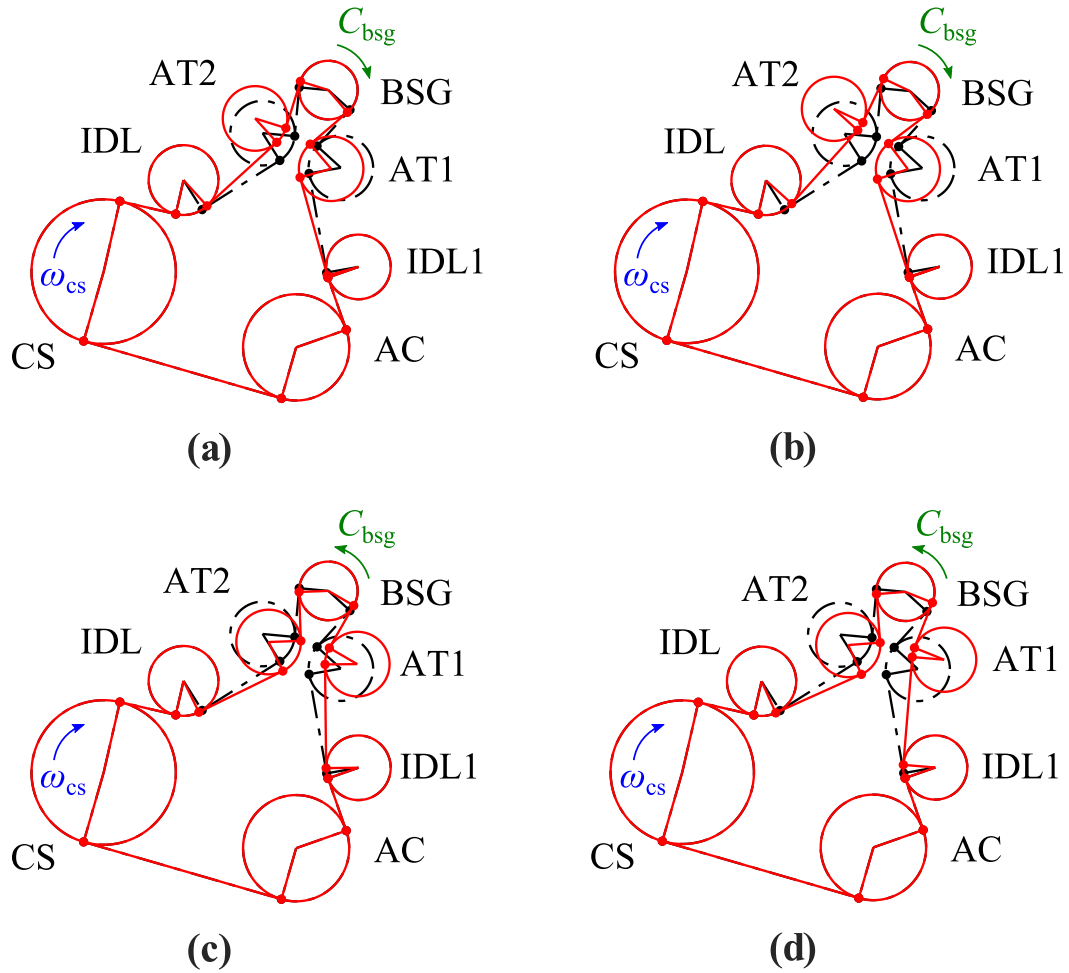 C_bsg C_bsg
AT2 BSG AT2 BSG
IDL AT1 IDL AT1
IDL1 IDL1
ω_cs ω_cs
CS AC CS AC
(a) (b)
C_bsg C_bsg
AT2 BSG AT2 BSG
IDL AT1 IDL AT1
ω_cs IDL1 ω_cs IDL1
CS AC CS AC
(c) (d)